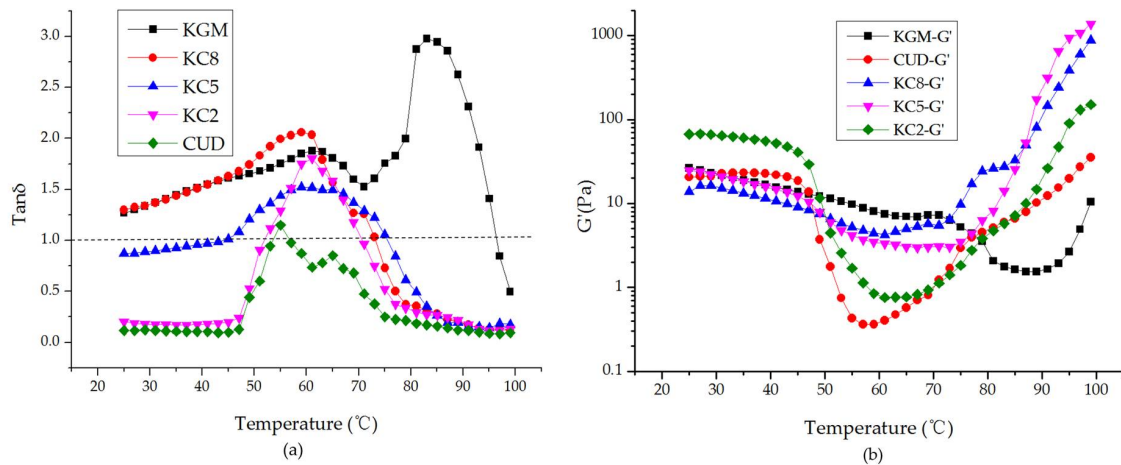 3.0
2.5
2.0
1.5
1.0
0.5
0.0
Tanδ
KGM
KC8
KC5
KC2
CUD
20 30 40 50 60 70 80 90 100
Temperature (℃)
(a)
1000
100
10
1
0.1
G'(Pa)
KGM-G'
CUD-G'
KC8-G'
KC5-G'
KC2-G'
20 30 40 50 60 70 80 90 100
Temperature (℃)
(b)